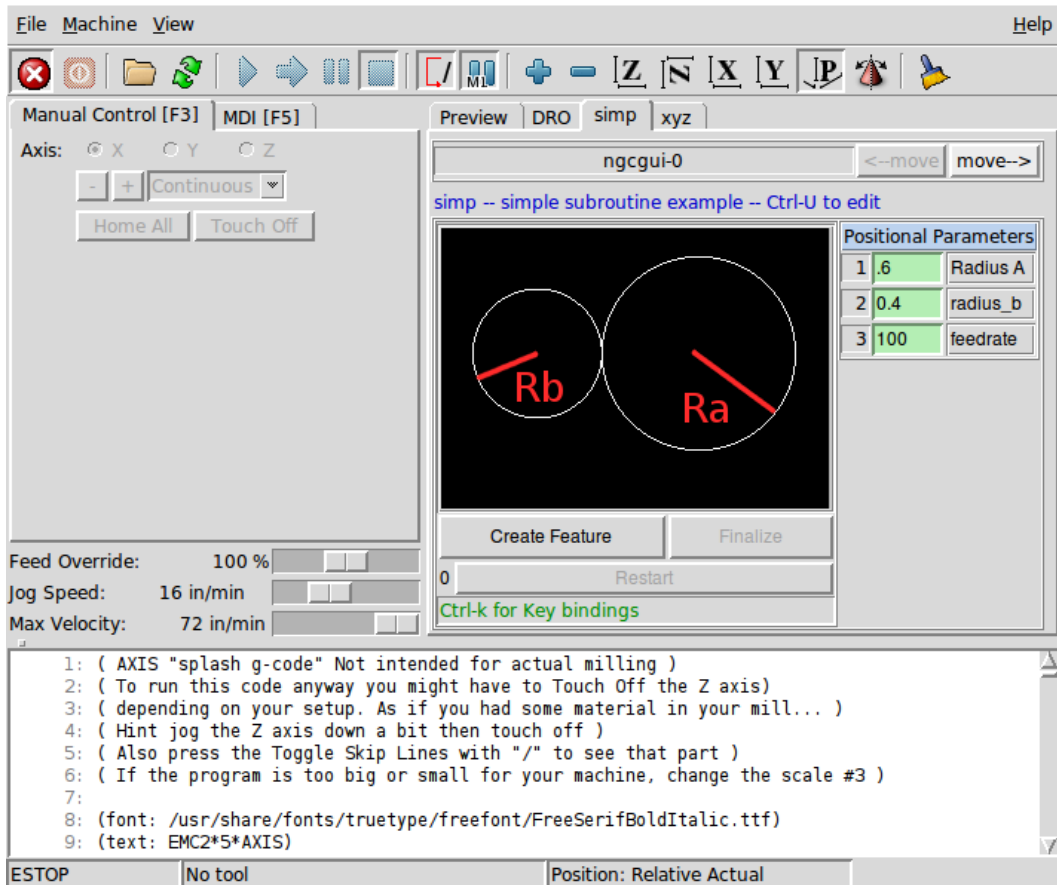 File Machine View Help
M1 Z N X Y P
Manual Control [F3] MDI [F5]
Preview DRO simp xyz
Axis: X Y Z
- + Continuous
Home All Touch Off
ngcgui-0 <--move move-->
simp -- simple subroutine example -- Ctrl-U to edit
Rb Ra
Positional Parameters
1 .6 Radius A
2 0.4 radius_b
3 100 feedrate
Create Feature Finalize
0 Restart
Ctrl-k for Key bindings
Feed Override: 100 %
Jog Speed: 16 in/min
Max Velocity: 72 in/min
1: ( AXIS "splash g-code" Not intended for actual milling )
2: ( To run this code anyway you might have to Touch Off the Z axis)
3: ( depending on your setup. As if you had some material in your mill... )
4: ( Hint jog the Z axis down a bit then touch off )
5: ( Also press the Toggle Skip Lines with "/" to see that part )
6: ( If the program is too big or small for your machine, change the scale #3 )
7:
8: (font: /usr/share/fonts/truetype/freefont/FreeSerifBoldItalic.ttf)
9: (text: EMC2*5*AXIS)
ESTOP No tool Position: Relative Actual